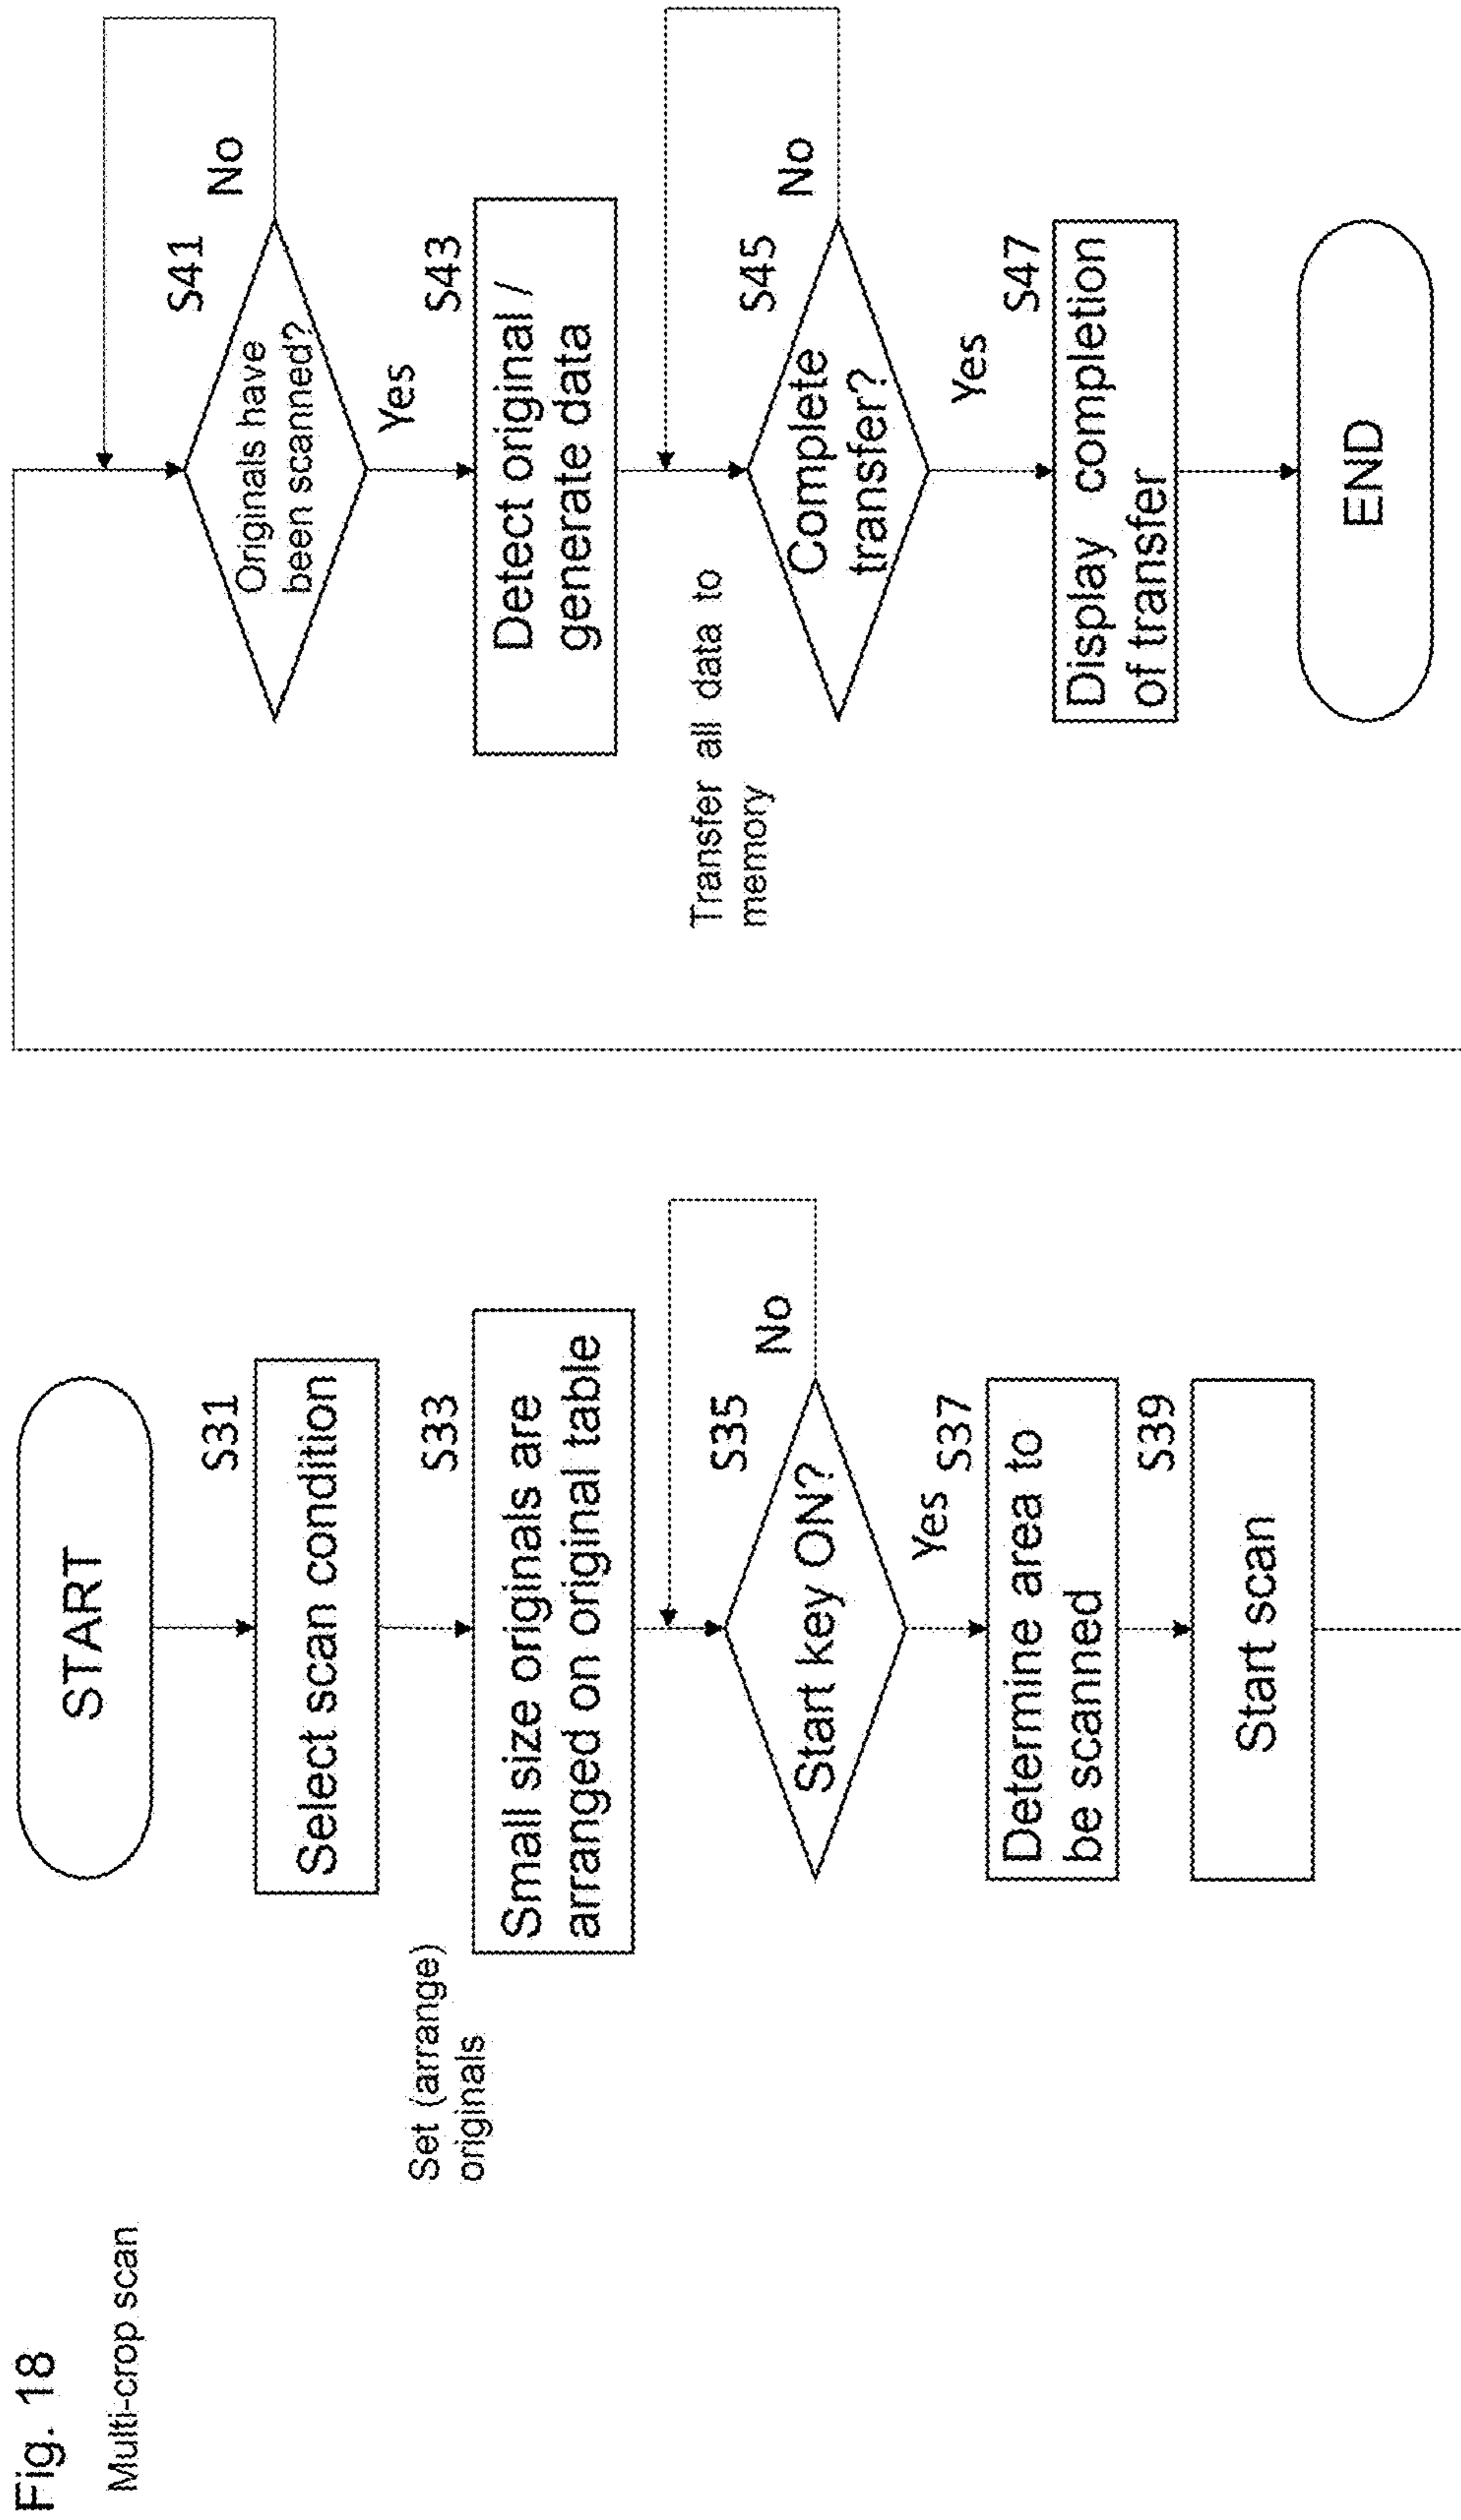 Fig. 18
Multi-crop scan
START
S31
Select scan condition
Set (arrange)
originals
S33
Small size originals are
arranged on original table
S35
Start key ON?
No
Yes
S37
Determine area to
be scanned
S39
Start scan
S41
Originals have
been scanned?
No
Yes
S43
Detect original /
generate data
Transfer all data to
memory
S45
Complete
transfer?
No
Yes
S47
Display completion
of transfer
END